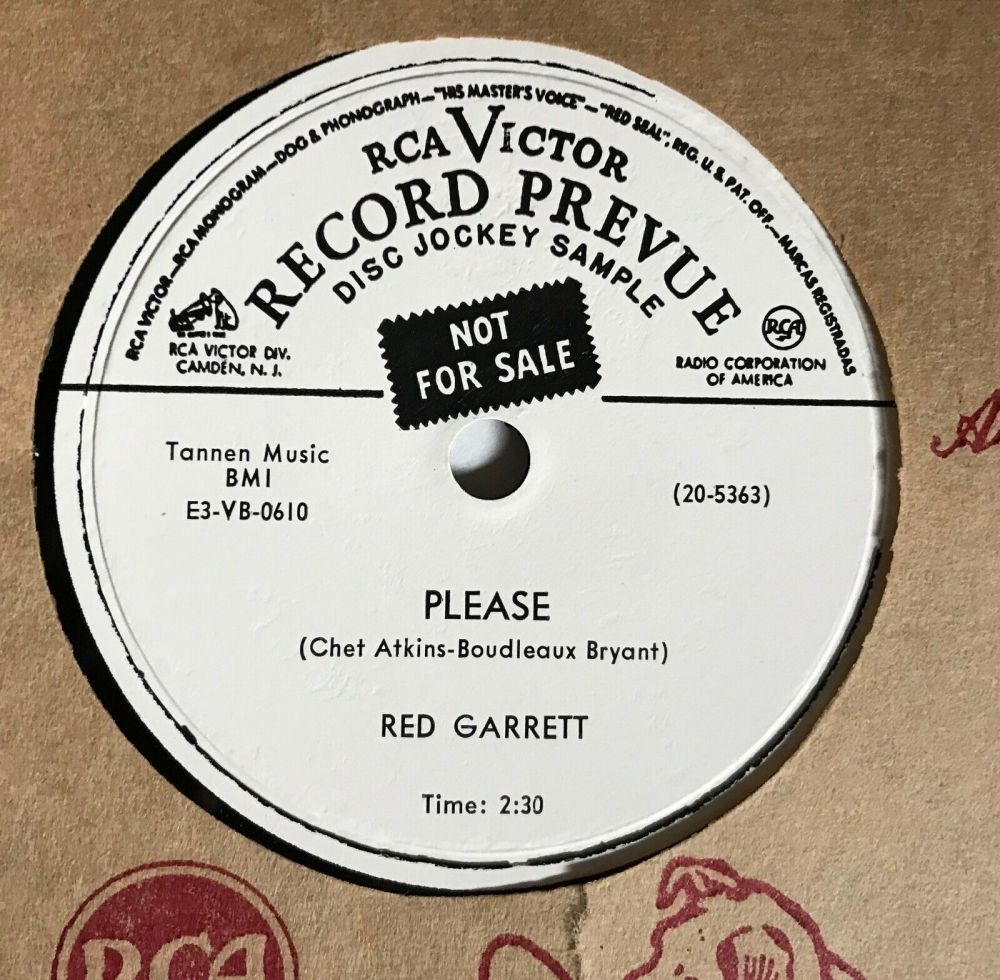 RCA VICTOR—RCA MONOGRAM—DOG & PHONOGRAPH—"HIS MASTER'S VOICE"—"RED SEAL", REG. U. S. PAT. OFF.—MARCAS REGISTRADAS
RCA VICTOR
RECORD PREVUE
DISC JOCKEY SAMPLE
NOT
FOR SALE
RCA VICTOR DIV.
CAMDEN, N. J.
RCA
RADIO CORPORATION
OF AMERICA
Tannen Music
BMI
E3-VB-0610
(20-5363)
PLEASE
(Chet Atkins-Boudleaux Bryant)
RED GARRETT
Time: 2:30
RCA